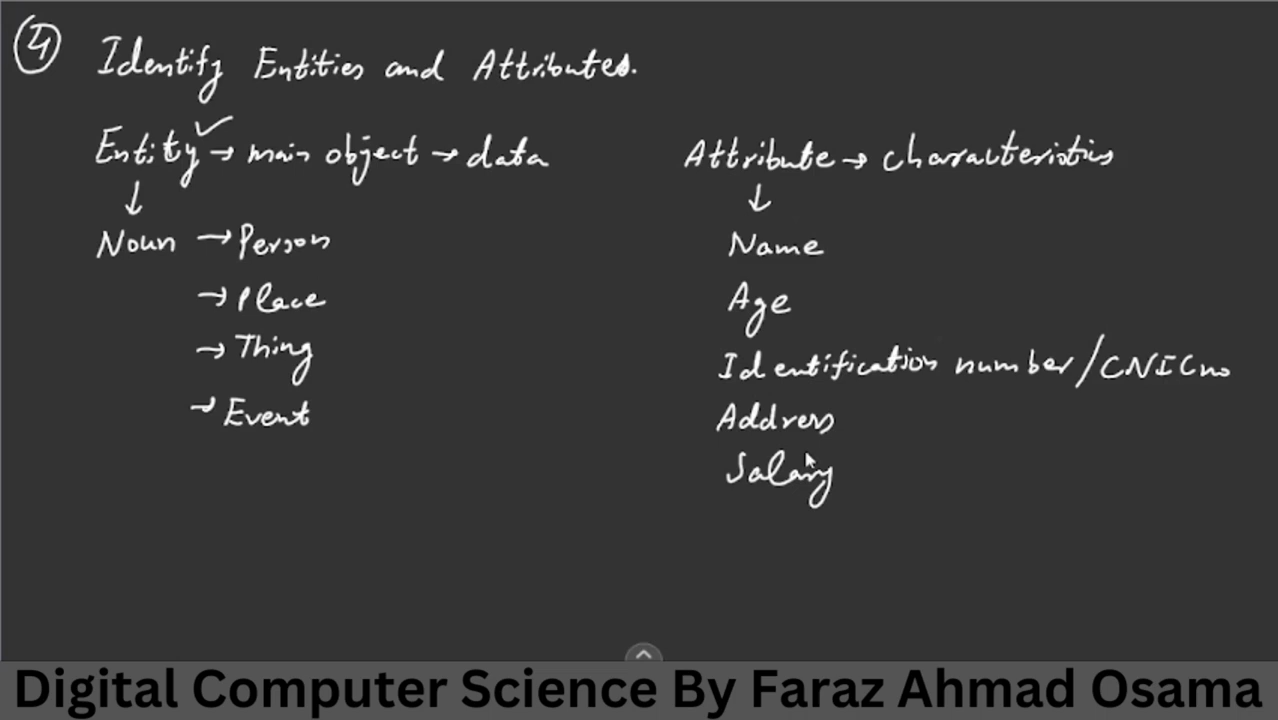 4 Identify Entities and Attributes.
Entity ✓ → main object → data
↓
Noun → Person
→ Place
→ Thing
→ Event
Attribute → characteristics
↓
Name
Age
Identification number/CNIC no
Address
Salary
Digital Computer Science By Faraz Ahmad Osama